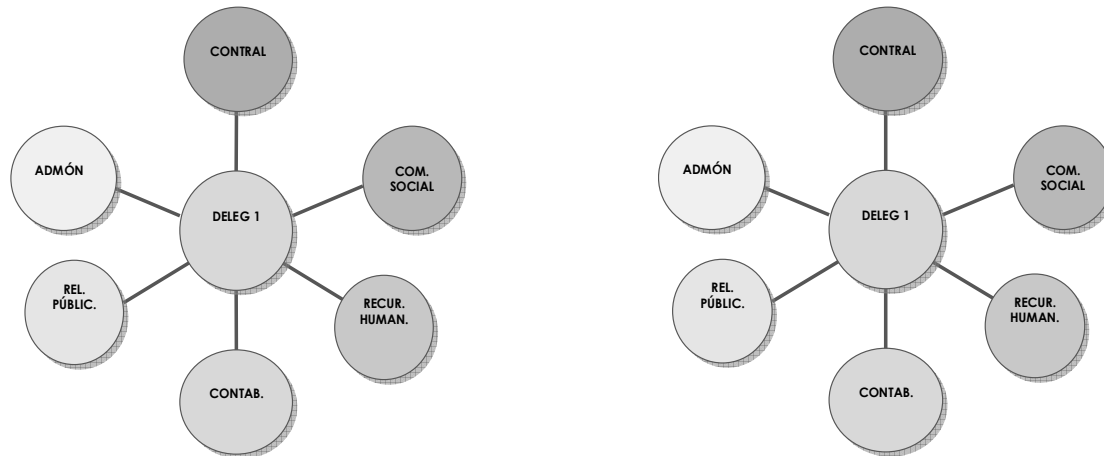 CONTRAL
ADMÓN
COM.
SOCIAL
DELEG 1
REL.
PÚBLIC.
RECUR.
HUMAN.
CONTAB.
CONTRAL
ADMÓN
COM.
SOCIAL
DELEG 1
REL.
PÚBLIC.
RECUR.
HUMAN.
CONTAB.